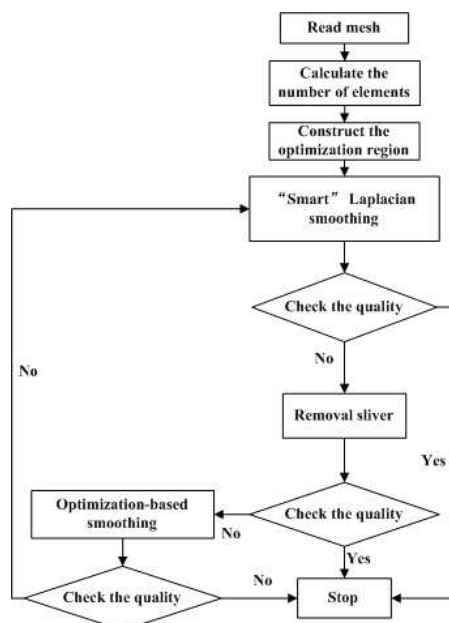 Read mesh
Calculate the
number of elements
Construct the
optimization region
“Smart” Laplacian
smoothing
Check the quality
No
No
Removal sliver
Yes
Optimization-based
smoothing
Check the quality
No
Yes
Check the quality
No
Stop